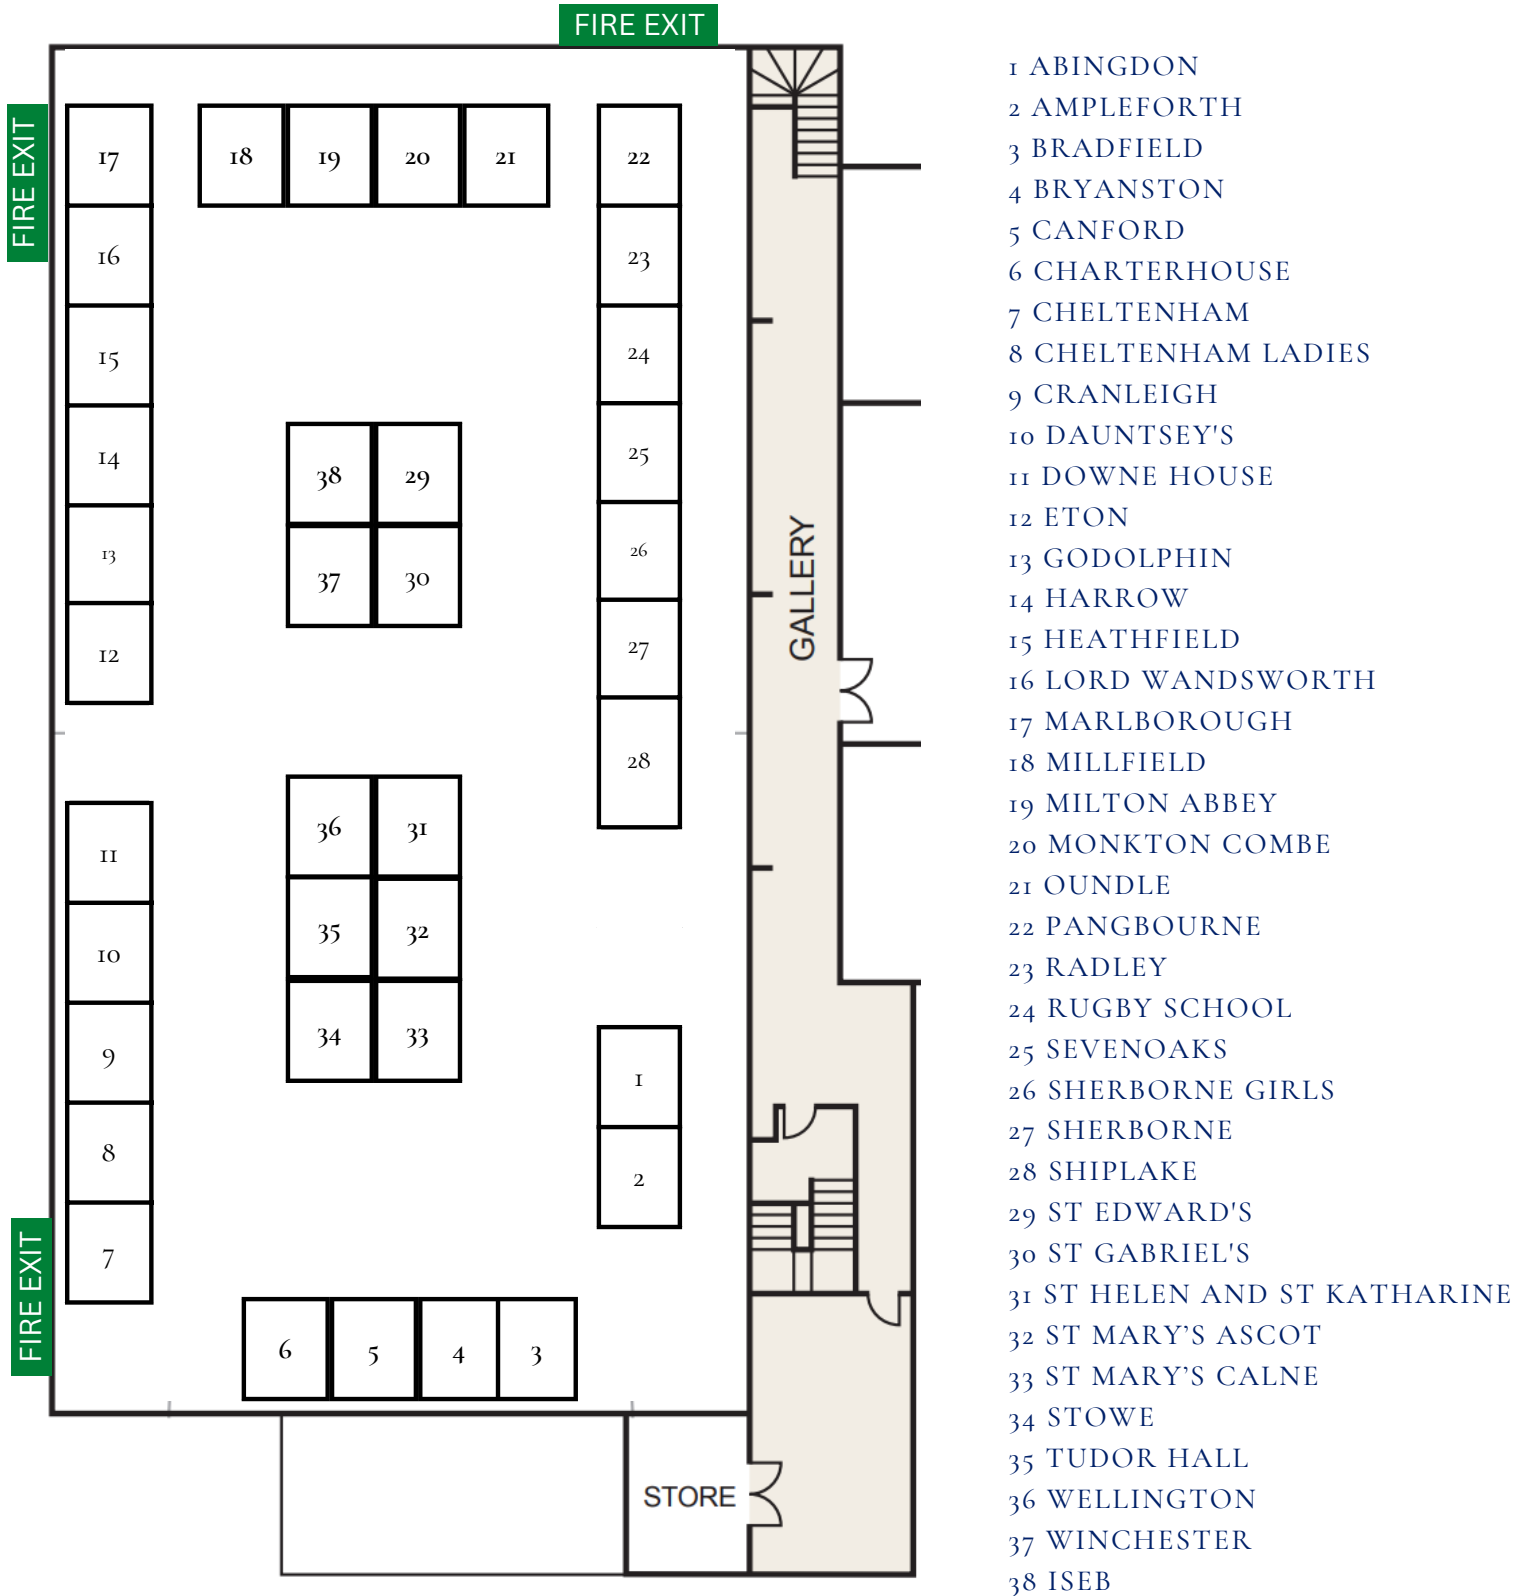 FIRE EXIT
FIRE EXIT
17
18
19
20
21
22
16
23
15
24
14
25
38
29
13
26
37
30
12
27
28
GALLERY
11
36
31
10
35
32
9
34
33
1
8
2
7
FIRE EXIT
6
5
4
3
STORE
1 ABINGDON
2 AMPLEFORTH
3 BRADFIELD
4 BRYANSTON
5 CANFORD
6 CHARTERHOUSE
7 CHELTENHAM
8 CHELTENHAM LADIES
9 CRANLEIGH
10 DAUNTSEY'S
11 DOWNE HOUSE
12 ETON
13 GODOLPHIN
14 HARROW
15 HEATHFIELD
16 LORD WANDSWORTH
17 MARLBOROUGH
18 MILLFIELD
19 MILTON ABBEY
20 MONKTON COMBE
21 OUNDLE
22 PANGBOURNE
23 RADLEY
24 RUGBY SCHOOL
25 SEVENOAKS
26 SHERBORNE GIRLS
27 SHERBORNE
28 SHIPLAKE
29 ST EDWARD'S
30 ST GABRIEL'S
31 ST HELEN AND ST KATHARINE
32 ST MARY’S ASCOT
33 ST MARY’S CALNE
34 STOWE
35 TUDOR HALL
36 WELLINGTON
37 WINCHESTER
38 ISEB